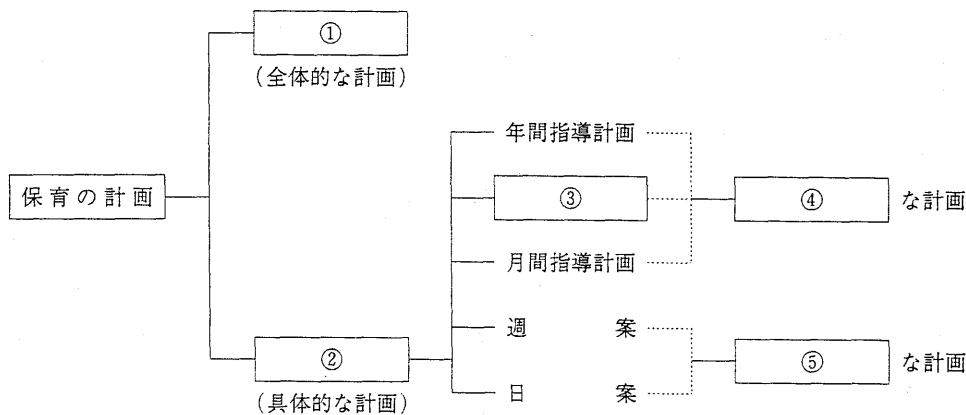 ①
(全体的な計画)
年間指導計画
保育の計画
③
④ な計画
月間指導計画
週 案
②
⑤ な計画
(具体的な計画)
日 案